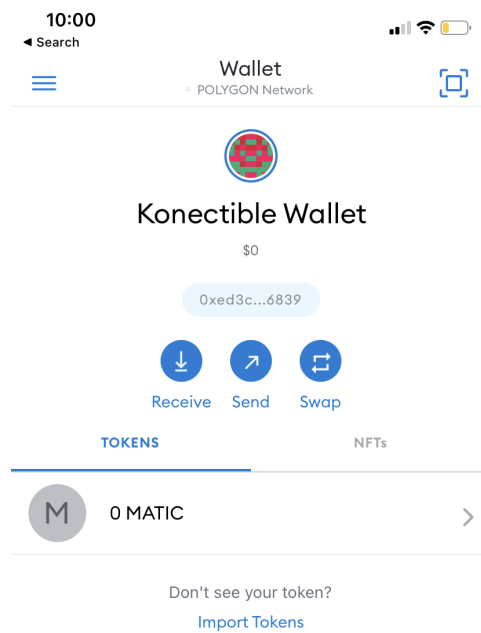 10:00
◀ Search
Wallet
POLYGON Network
Konectible Wallet
$0
0xed3c...6839
Receive Send Swap
TOKENS NFTs
M 0 MATIC
Don't see your token?
Import Tokens